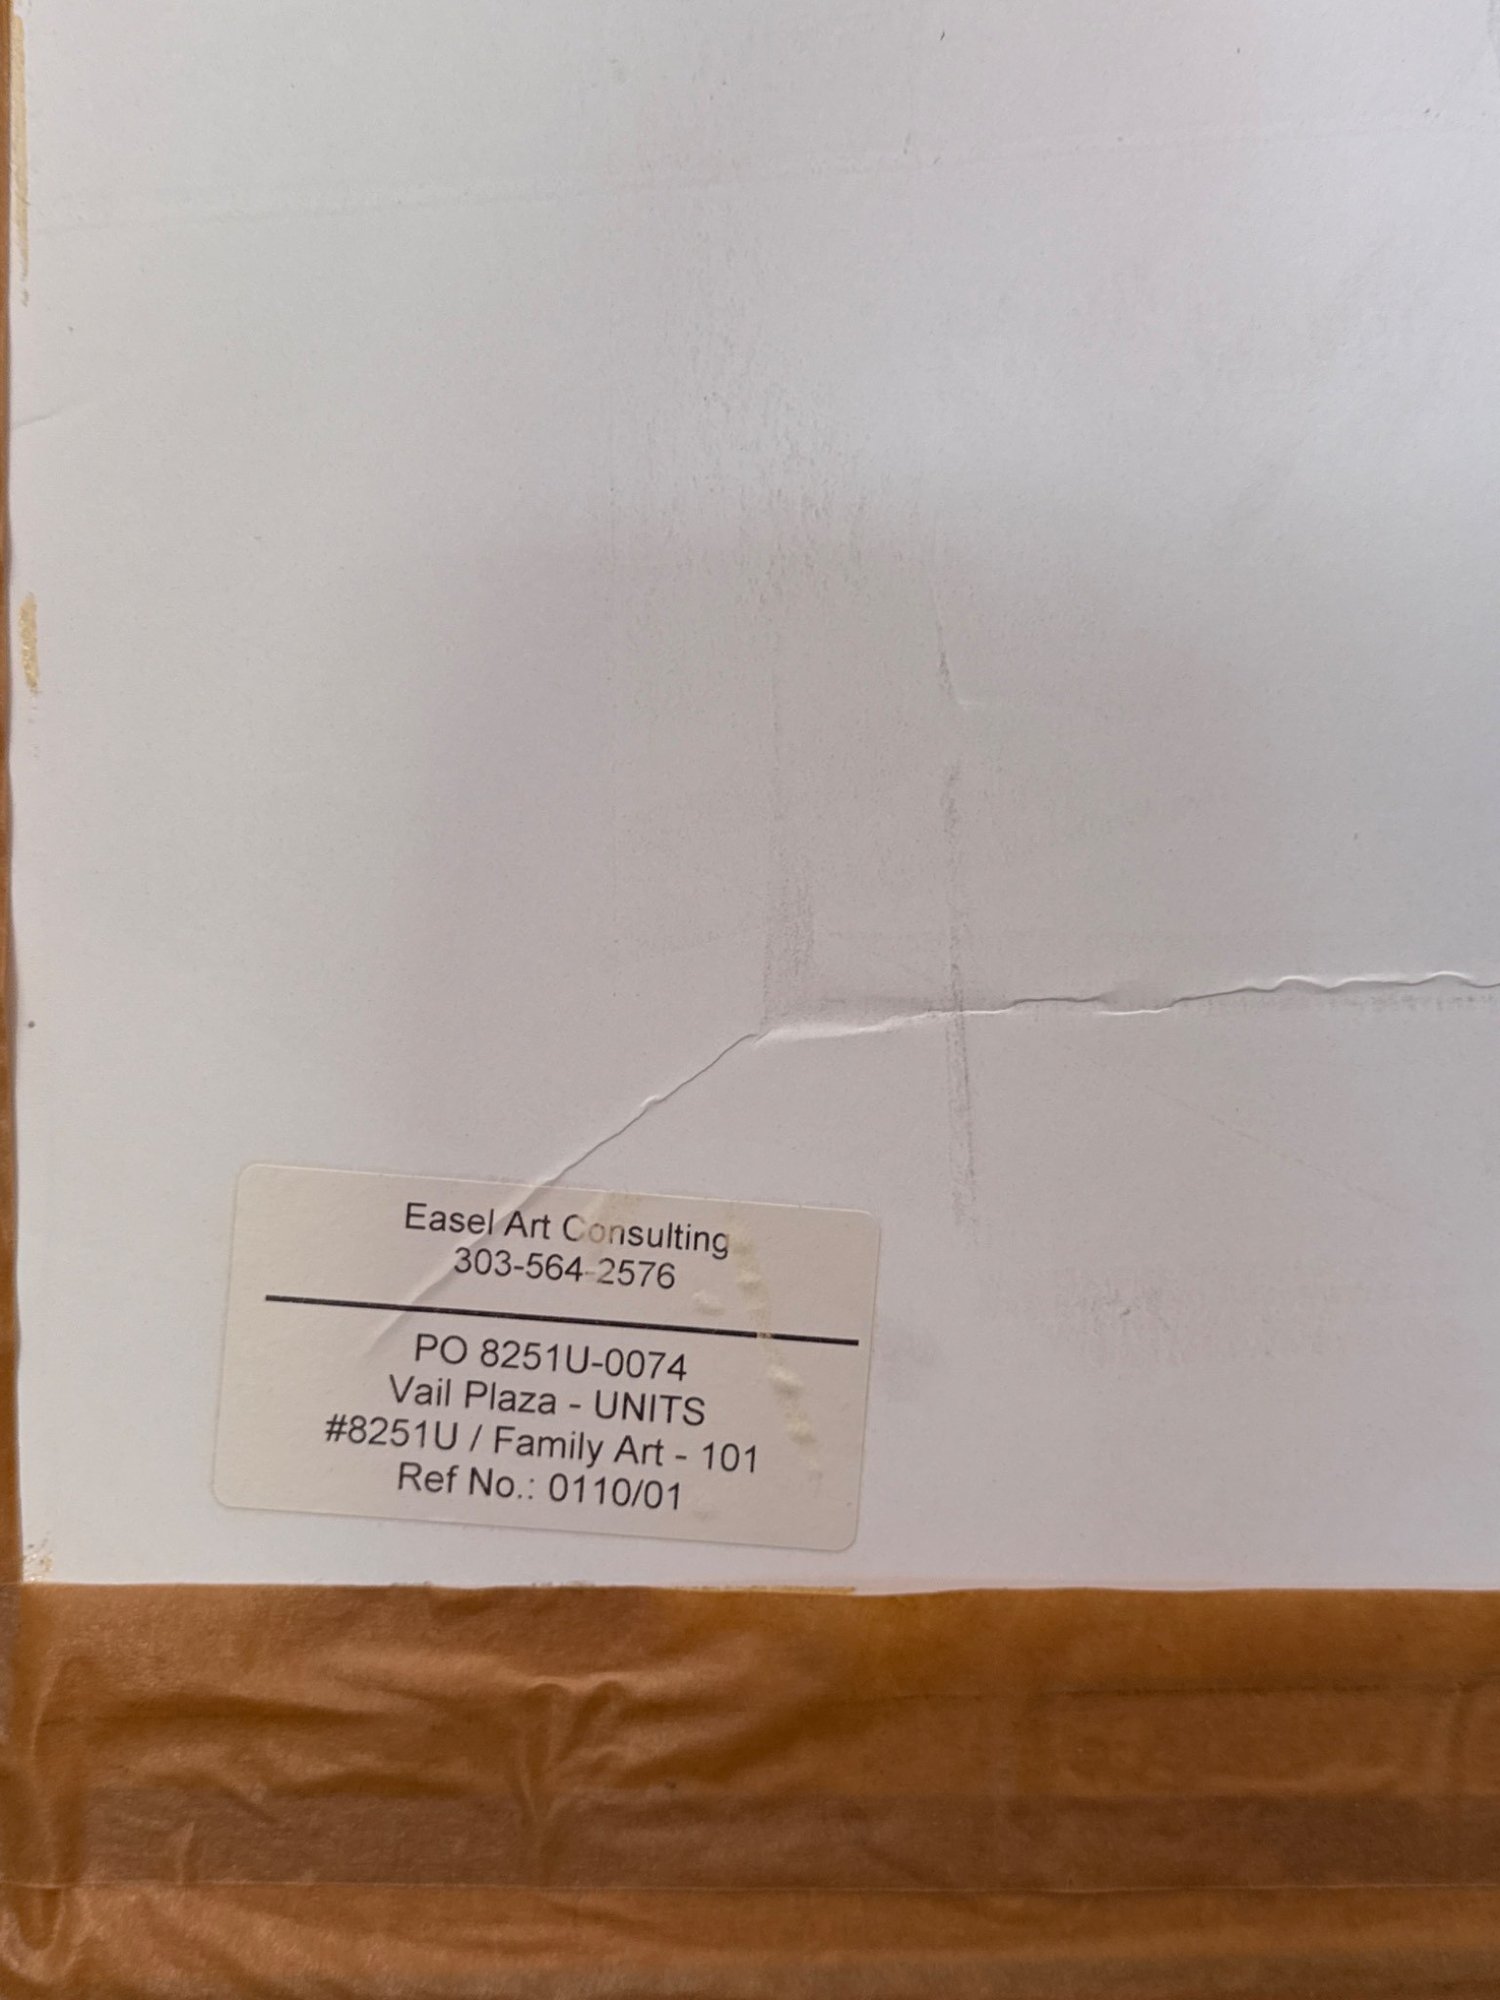 Easel Art Consulting
303-564-2576
PO 8251U-0074
Vail Plaza - UNITS
#8251U / Family Art - 101
Ref No.: 0110/01